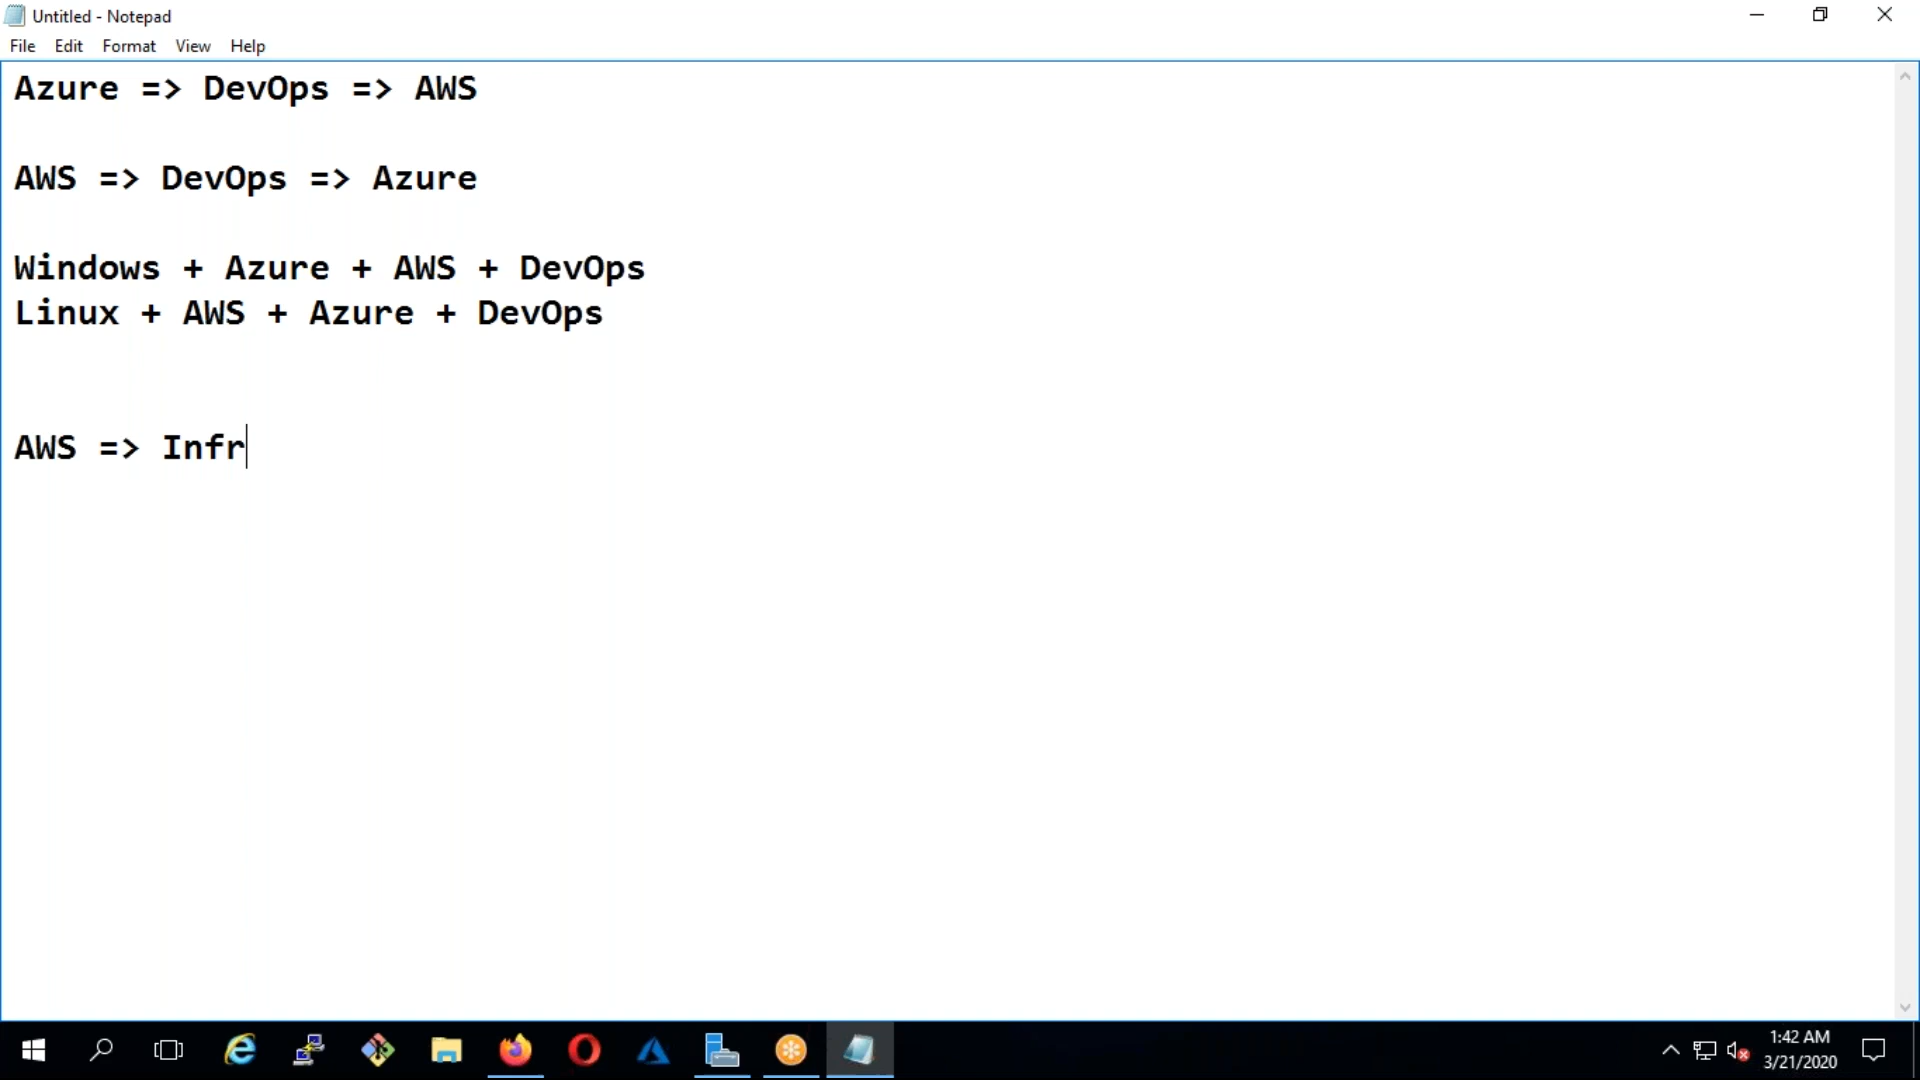 Untitled - Notepad
File Edit Format View Help
Azure => DevOps => AWS
AWS => DevOps => Azure
Windows + Azure + AWS + DevOps
Linux + AWS + Azure + DevOps
AWS => Infr
1:42 AM
3/21/2020